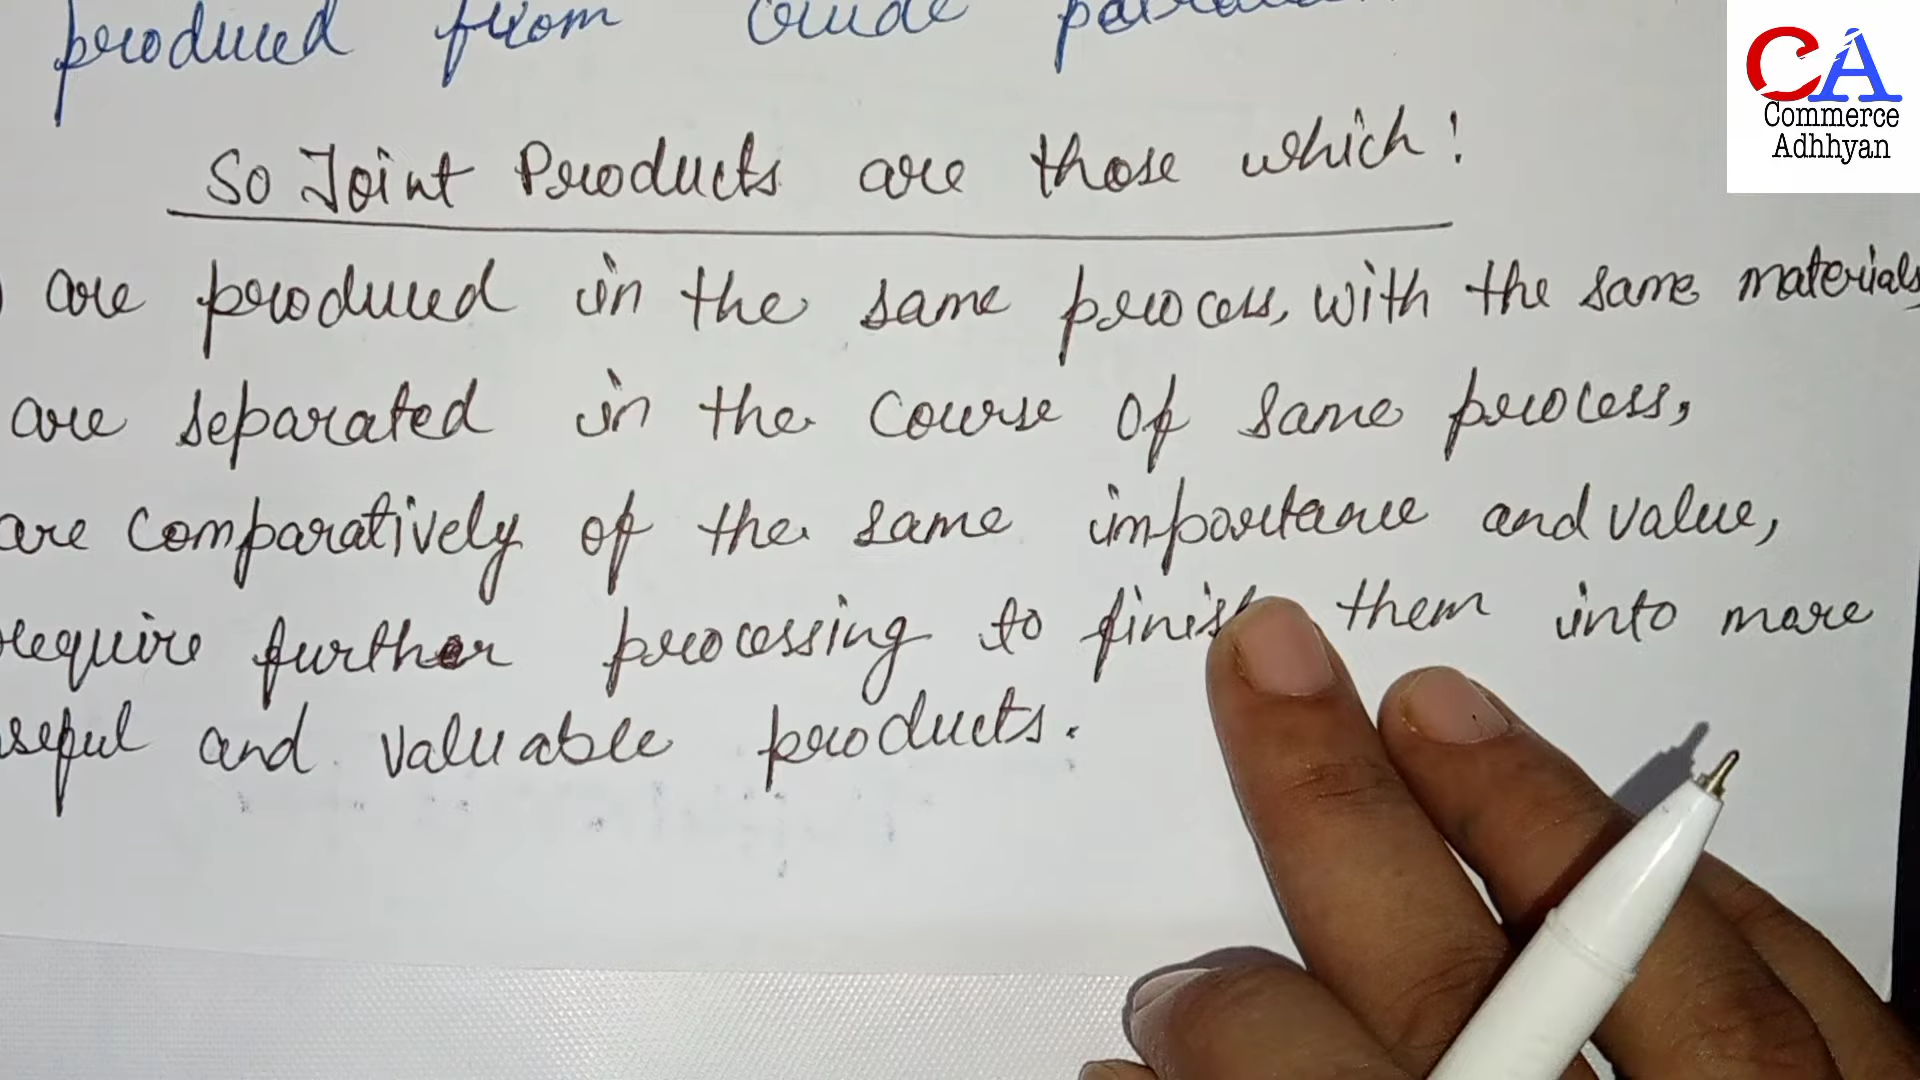 produced from Crude
So Joint Products are those which!
are produced in the same process, with the same materials
are separated in the course of same process,
are comparatively of the same importance and value,
require further processing to finish them into more
and valuable products.
CA
Commerce
Adhhyan